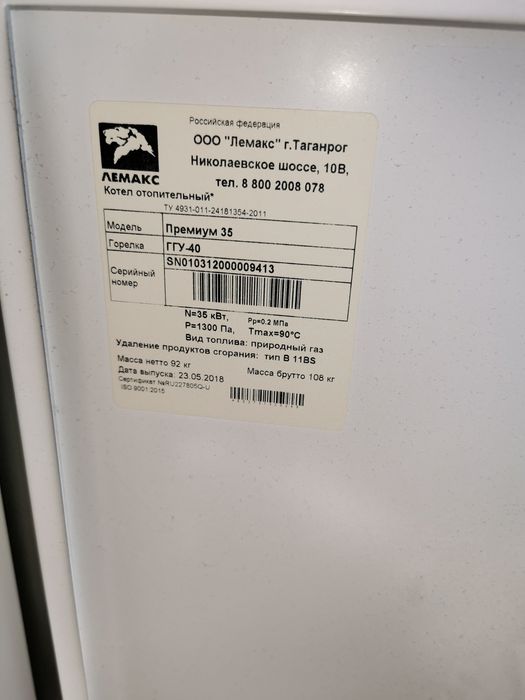 Российская федерация
ООО "Лемакс" г.Таганрог
Николаевское шоссе, 10В,
тел. 8 800 2008 078
ЛЕМАКС
Котел отопительный*
ТУ 4931-011-24181354-2011
Модель Премиум 35
Горелка ГГУ-40
Серийный номер SN010312000009413
N=35 кВт, Pp=0.2 МПа
P=1300 Па, Tmax=90°C
Вид топлива: природный газ
Удаление продуктов сгорания: тип В 11BS
Масса нетто 92 кг Масса брутто 108 кг
Дата выпуска: 23.05.2018
Сертификат №RU227805Q-U
ISO 9001:2015